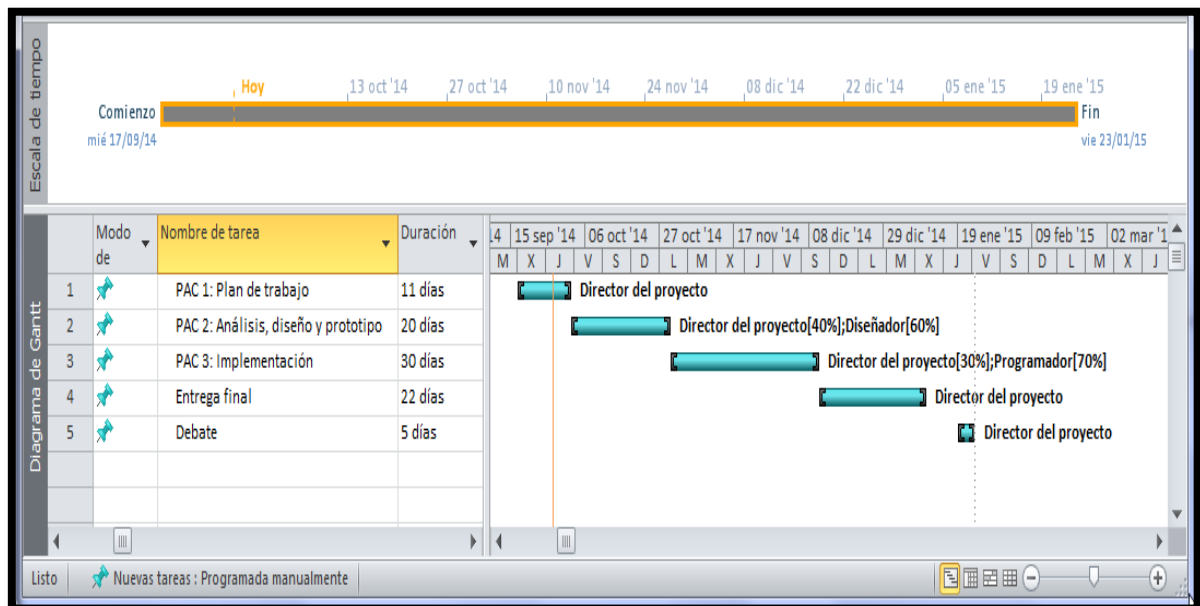 Escala de tiempo
Hoy 13 oct '14 27 oct '14 10 nov '14 24 nov '14 08 dic '14 22 dic '14 05 ene '15 19 ene '15
Comienzo Fin
mié 17/09/14 vie 23/01/15
Diagrama de Gantt
Modo de Nombre de tarea Duración 14 15 sep '14 06 oct '14 27 oct '14 17 nov '14 08 dic '14 29 dic '14 19 ene '15 09 feb '15 02 mar '1
M X J V S D L M X J V S D L M X J V S D L M X J
1 PAC 1: Plan de trabajo 11 días Director del proyecto
2 PAC 2: Análisis, diseño y prototipo 20 días Director del proyecto[40%];Diseñador[60%]
3 PAC 3: Implementación 30 días Director del proyecto[30%];Programador[70%]
4 Entrega final 22 días Director del proyecto
5 Debate 5 días Director del proyecto
Listo Nuevas tareas : Programada manualmente